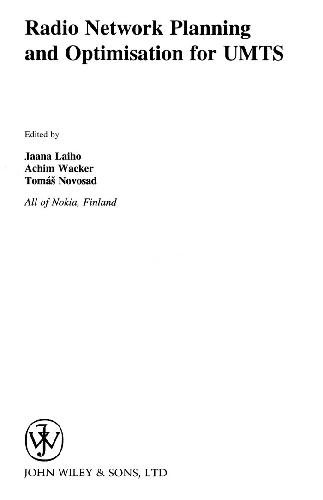 Radio Network Planning
and Optimisation for UMTS
Edited by
Jaana Laiho
Achim Wacker
Tomáš Novosad
All of Nokia, Finland
JOHN WILEY & SONS, LTD